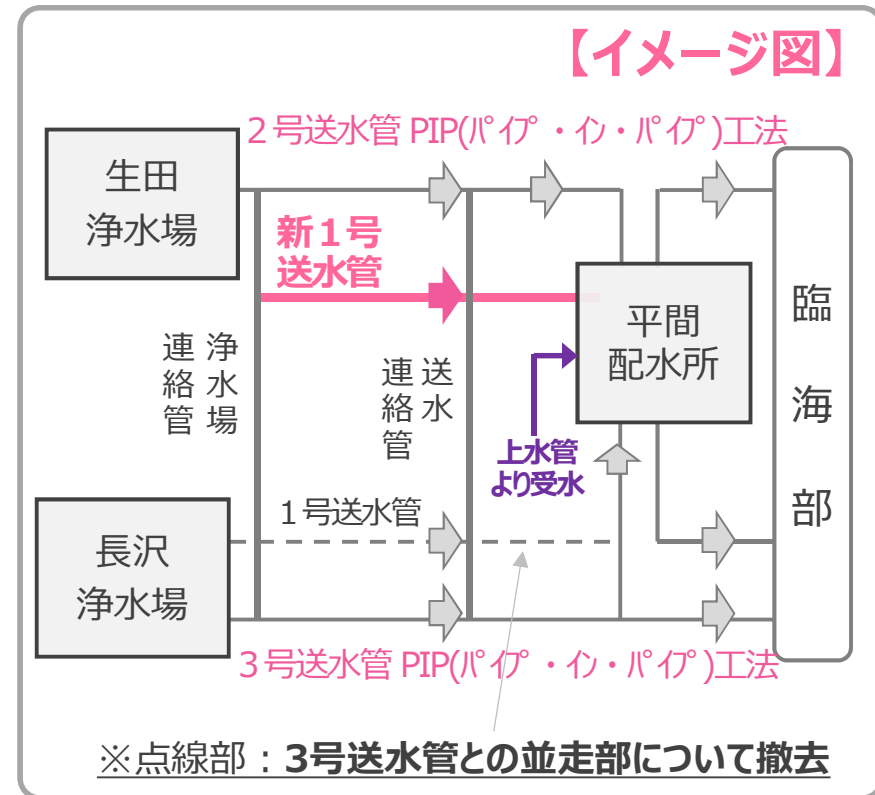 【イメージ図】
２号送水管 PIP(ﾊﾟｲﾌﾟ・ｲﾝ・ﾊﾟｲﾌﾟ)工法
生田
浄水場
新１号
送水管
平間
配水所
臨海部
浄水場
連絡管
送水
連絡管
上水管
より受水
１号送水管
長沢
浄水場
３号送水管 PIP(ﾊﾟｲﾌﾟ・ｲﾝ・ﾊﾟｲﾌﾟ)工法
※点線部：3号送水管との並走部について撤去